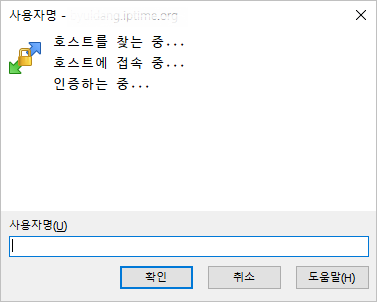 사용자명 - iptime.org
호스트를 찾는 중...
호스트에 접속 중...
인증하는 중...
사용자명(U)
확인
취소
도움말(H)